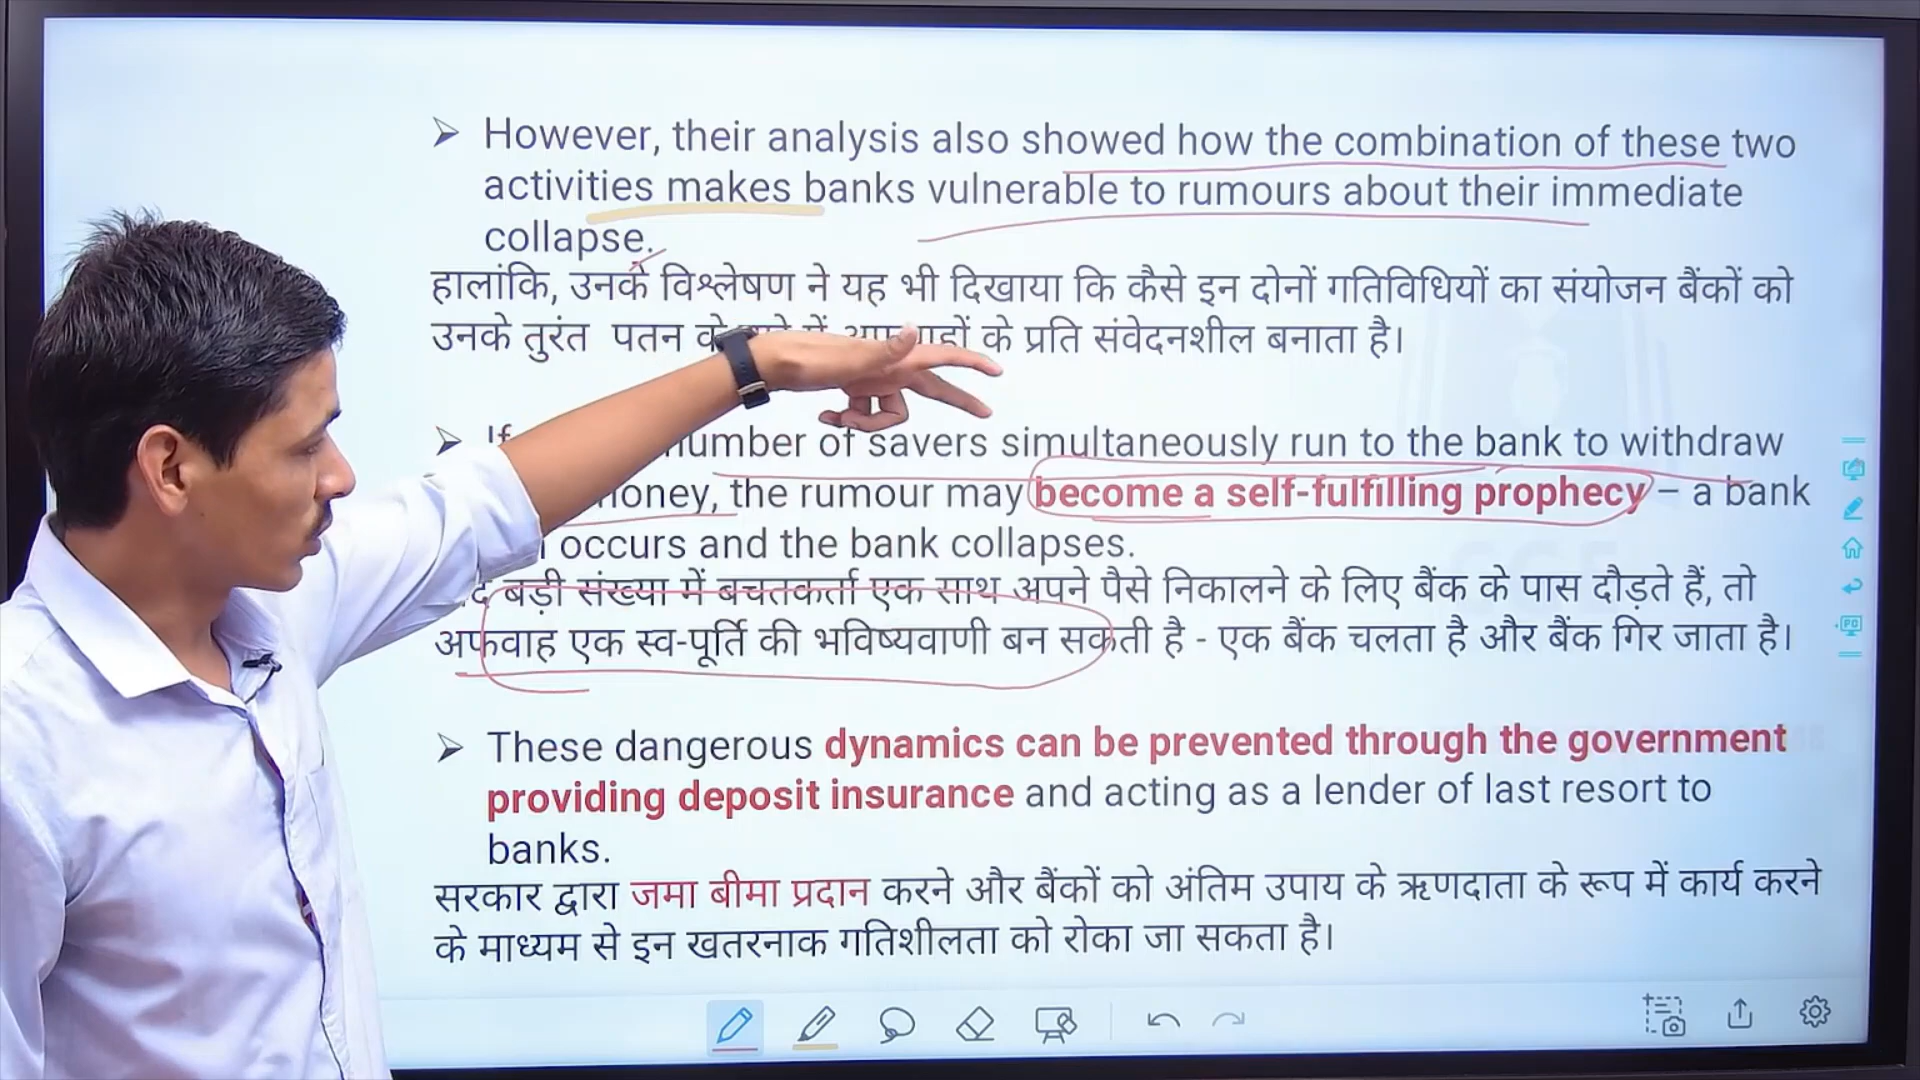 However, their analysis also showed how the combination of these two
activities makes banks vulnerable to rumours about their immediate
collapse.
हालांकि, उनके विश्लेषण ने यह भी दिखाया कि कैसे इन दोनों गतिविधियों का संयोजन बैंकों को
उनके तुरंत पतन के के प्रति संवेदनशील बनाता है।
If number of savers simultaneously run to the bank to withdraw
the rumour may become a self-fulfilling prophecy – a bank
occurs and the bank collapses.
बड़ी संख्या में बचतकर्ता एक साथ अपने पैसे निकालने के लिए बैंक के पास दौड़ते हैं, तो
अफवाह एक स्व-पूर्ति की भविष्यवाणी बन सकती है - एक बैंक चलता है और बैंक गिर जाता है।
These dangerous dynamics can be prevented through the government
providing deposit insurance and acting as a lender of last resort to
banks.
सरकार द्वारा जमा बीमा प्रदान करने और बैंकों को अंतिम उपाय के ऋणदाता के रूप में कार्य करने
के माध्यम से इन खतरनाक गतिशीलता को रोका जा सकता है।